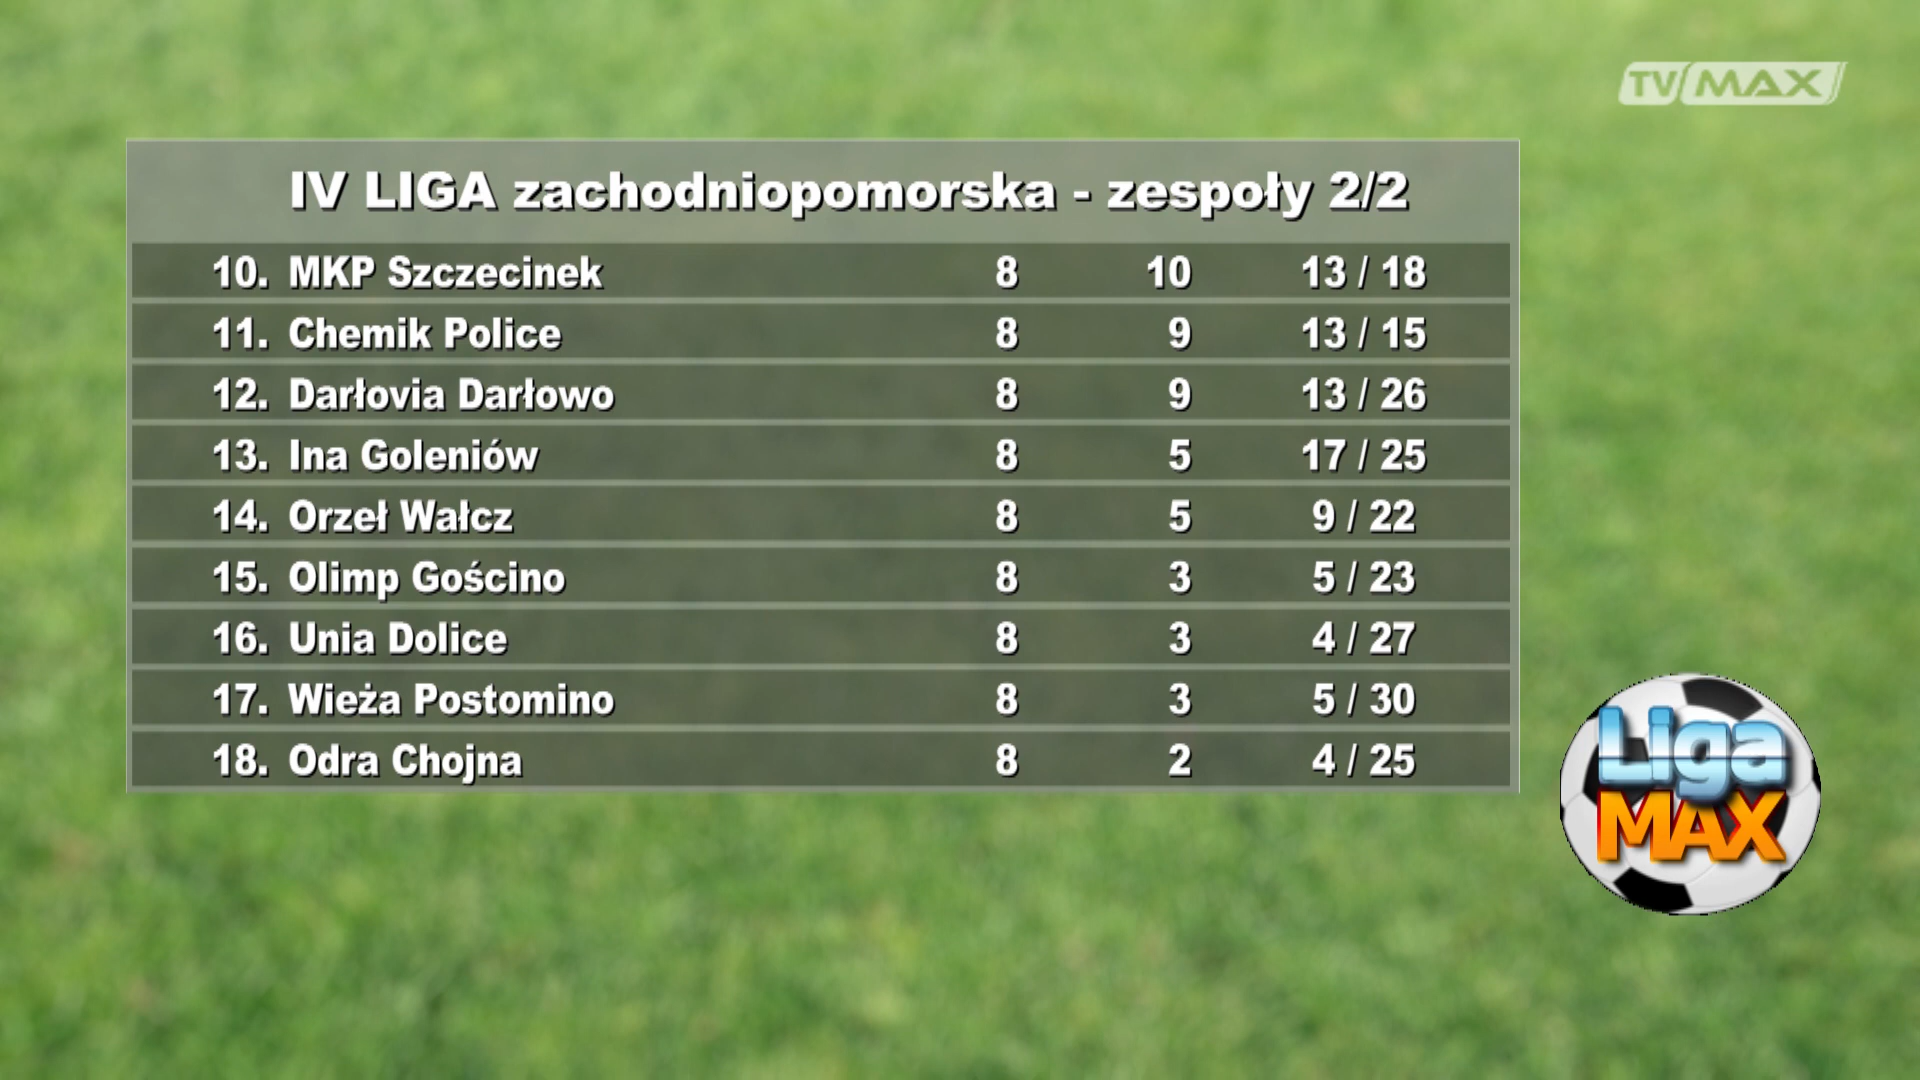 TV MAX
IV LIGA zachodniopomorska - zespoły 2/2
10. MKP Szczecinek 8 10 13 / 18
11. Chemik Police 8 9 13 / 15
12. Darłovia Darłowo 8 9 13 / 26
13. Ina Goleniów 8 5 17 / 25
14. Orzeł Wałcz 8 5 9 / 22
15. Olimp Gościno 8 3 5 / 23
16. Unia Dolice 8 3 4 / 27
17. Wieża Postomino 8 3 5 / 30
18. Odra Chojna 8 2 4 / 25
Liga
MAX